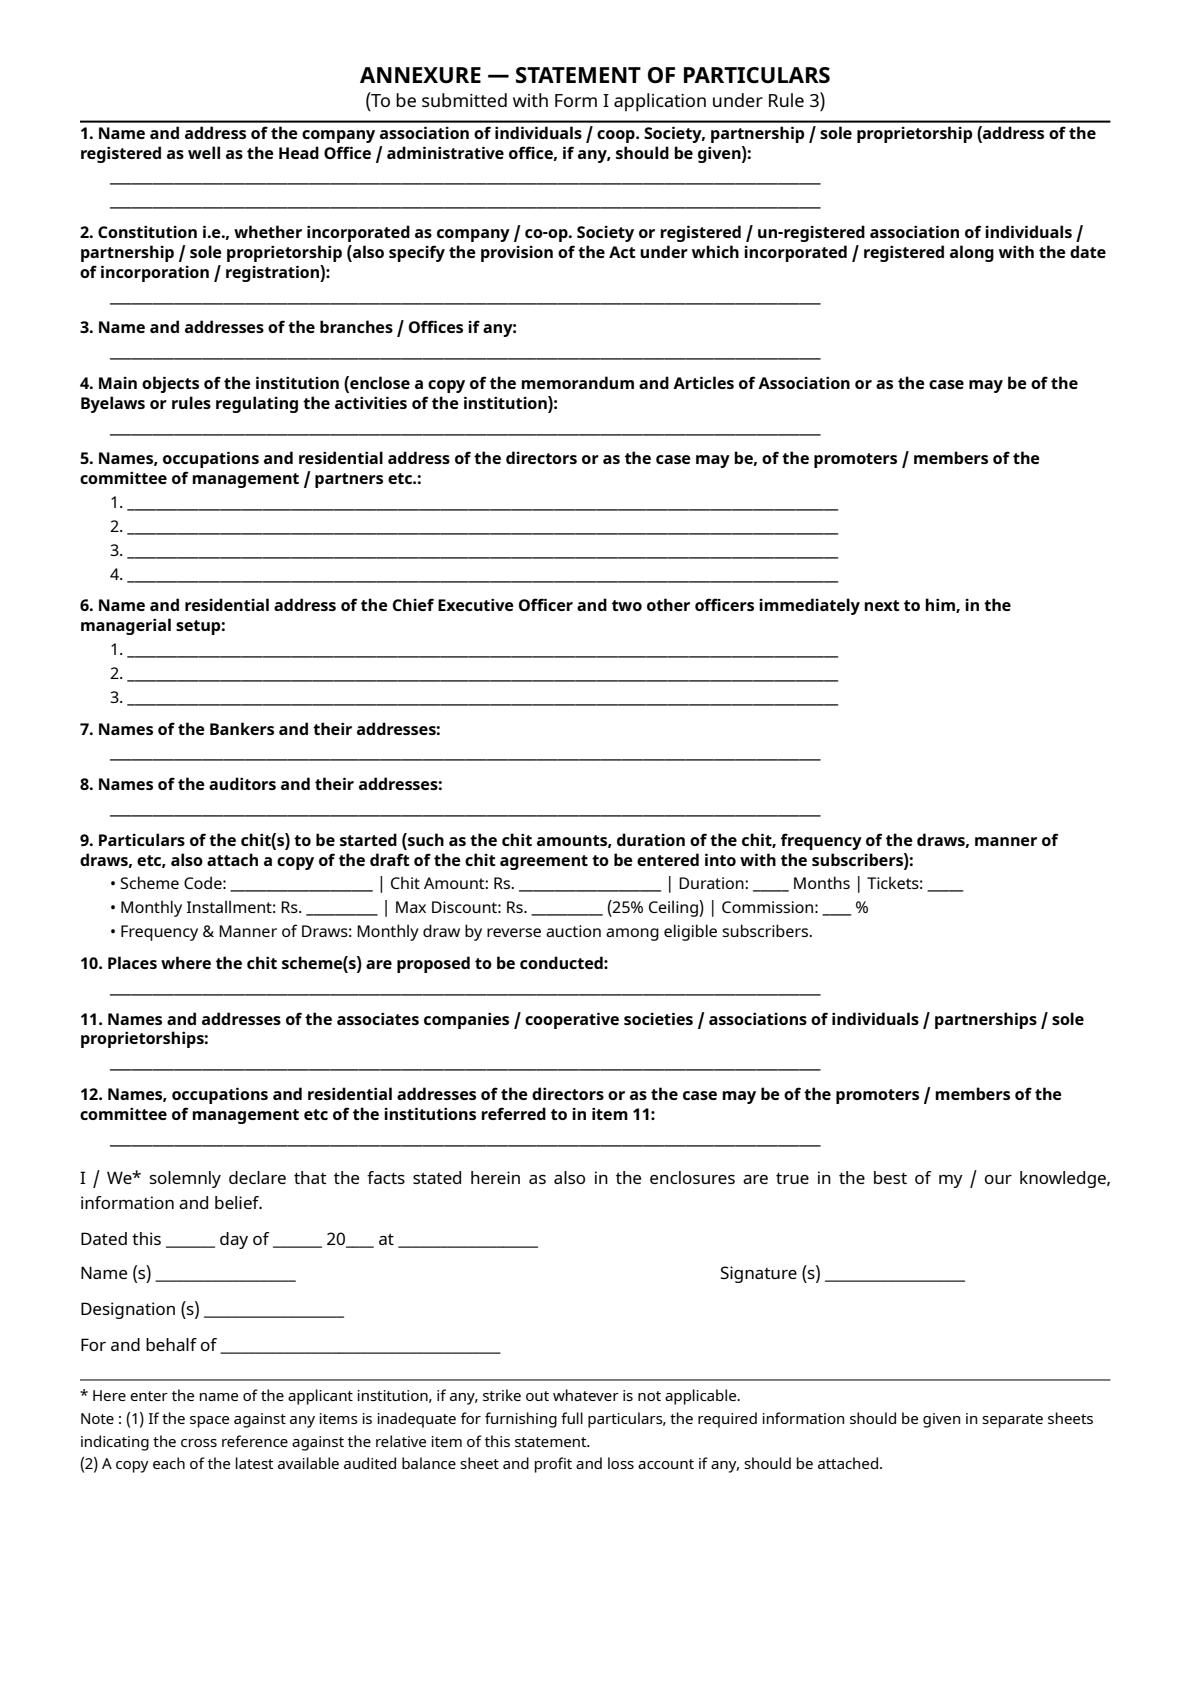 ANNEXURE — STATEMENT OF PARTICULARS
(To be submitted with Form I application under Rule 3)
1. Name and address of the company association of individuals / coop. Society, partnership / sole proprietorship (address of the
registered as well as the Head Office / administrative office, if any, should be given):
2. Constitution i.e., whether incorporated as company / co-op. Society or registered / un-registered association of individuals /
partnership / sole proprietorship (also specify the provision of the Act under which incorporated / registered along with the date
of incorporation / registration):
3. Name and addresses of the branches / Offices if any:
4. Main objects of the institution (enclose a copy of the memorandum and Articles of Association or as the case may be of the
Byelaws or rules regulating the activities of the institution):
5. Names, occupations and residential address of the directors or as the case may be, of the promoters / members of the
committee of management / partners etc.:
1. ____________________
2. ____________________
3. ____________________
4. ____________________
6. Name and residential address of the Chief Executive Officer and two other officers immediately next to him, in the
managerial setup:
1. ____________________
2. ____________________
3. ____________________
7. Names of the Bankers and their addresses:
8. Names of the auditors and their addresses:
9. Particulars of the chit(s) to be started (such as the chit amounts, duration of the chit, frequency of the draws, manner of
draws, etc, also attach a copy of the draft of the chit agreement to be entered into with the subscribers):
• Scheme Code: ________________ | Chit Amount: Rs. ________________ | Duration: ____ Months | Tickets: ____
• Monthly Installment: Rs. ________ | Max Discount: Rs. ________ (25% Ceiling) | Commission: ___ %
• Frequency & Manner of Draws: Monthly draw by reverse auction among eligible subscribers.
10. Places where the chit scheme(s) are proposed to be conducted:
11. Names and addresses of the associates companies / cooperative societies / associations of individuals / partnerships / sole
proprietorships:
12. Names, occupations and residential addresses of the directors or as the case may be of the promoters / members of the
committee of management etc of the institutions referred to in item 11:
I / We* solemnly declare that the facts stated herein as also in the enclosures are true in the best of my / our knowledge,
information and belief.
Dated this ______ day of ______ 20___ at ________________
Name (s) ________________ Signature (s) ________________
Designation (s) ________________
For and behalf of ________________________________
* Here enter the name of the applicant institution, if any, strike out whatever is not applicable.
Note : (1) If the space against any items is inadequate for furnishing full particulars, the required information should be given in separate sheets
indicating the cross reference against the relative item of this statement.
(2) A copy each of the latest available audited balance sheet and profit and loss account if any, should be attached.